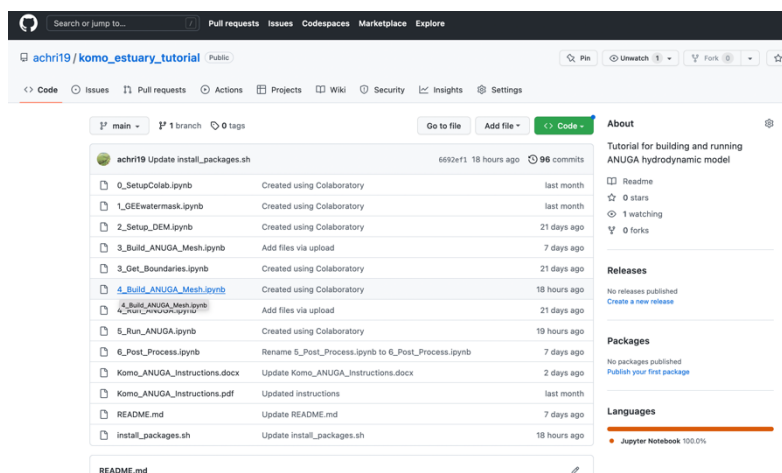 Search or jump to... / Pull requests Issues Codespaces Marketplace Explore
achri19 / komo_estuary_tutorial Public
Pin Unwatch 1 Fork 0
Code Issues Pull requests Actions Projects Wiki Security Insights Settings
main 1 branch 0 tags Go to file Add file Code
achri19 Update install_packages.sh 6692ef1 18 hours ago 96 commits
0_SetupColab.ipynb Created using Colaboratory last month
1_GEEwatermask.ipynb Created using Colaboratory last month
2_Setup_DEM.ipynb Created using Colaboratory 21 days ago
3_Build_ANUGA_Mesh.ipynb Add files via upload 7 days ago
3_Get_Boundaries.ipynb Created using Colaboratory 21 days ago
4_Build_ANUGA_Mesh.ipynb Created using Colaboratory 18 hours ago
4_Build_ANUGA_Mesh.ipynb
4_Run_ANUGA.ipynb Add files via upload 21 days ago
5_Run_ANUGA.ipynb Created using Colaboratory 19 hours ago
6_Post_Process.ipynb Rename 5_Post_Process.ipynb to 6_Post_Process.ipynb 7 days ago
Komo_ANUGA_Instructions.docx Update Komo_ANUGA_Instructions.docx 2 days ago
Komo_ANUGA_Instructions.pdf Updated instructions last month
README.md Update README.md 7 days ago
install_packages.sh Update install_packages.sh 18 hours ago
README.md
About
Tutorial for building and running
ANUGA hydrodynamic model
Readme
0 stars
1 watching
0 forks
Releases
No releases published
Create a new release
Packages
No packages published
Publish your first package
Languages
Jupyter Notebook 100.0%